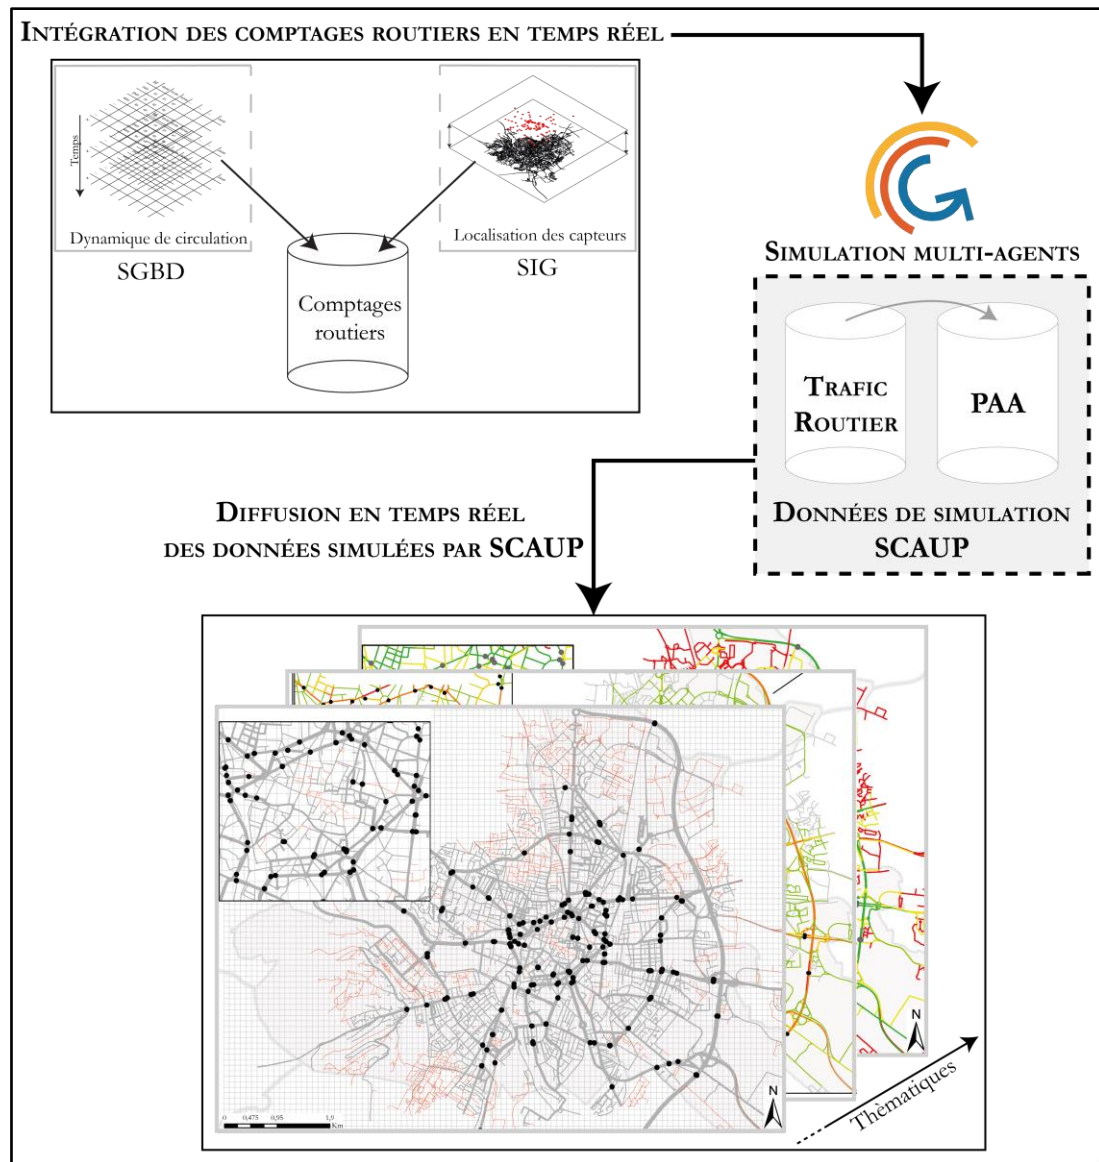 INTÉGRATION DES COMPTAGES ROUTIERS EN TEMPS RÉEL
Temps
Dynamique de circulation
SGBD
Localisation des capteurs
SIG
Comptages
routiers
SIMULATION MULTI-AGENTS
TRAFIC
ROUTIER
PAA
DONNÉES DE SIMULATION
SCAUP
DIFFUSION EN TEMPS RÉEL
DES DONNÉES SIMULÉES PAR SCAUP
N
N
N
0 0,475 0,95 1,9
Km
Thèmatiques